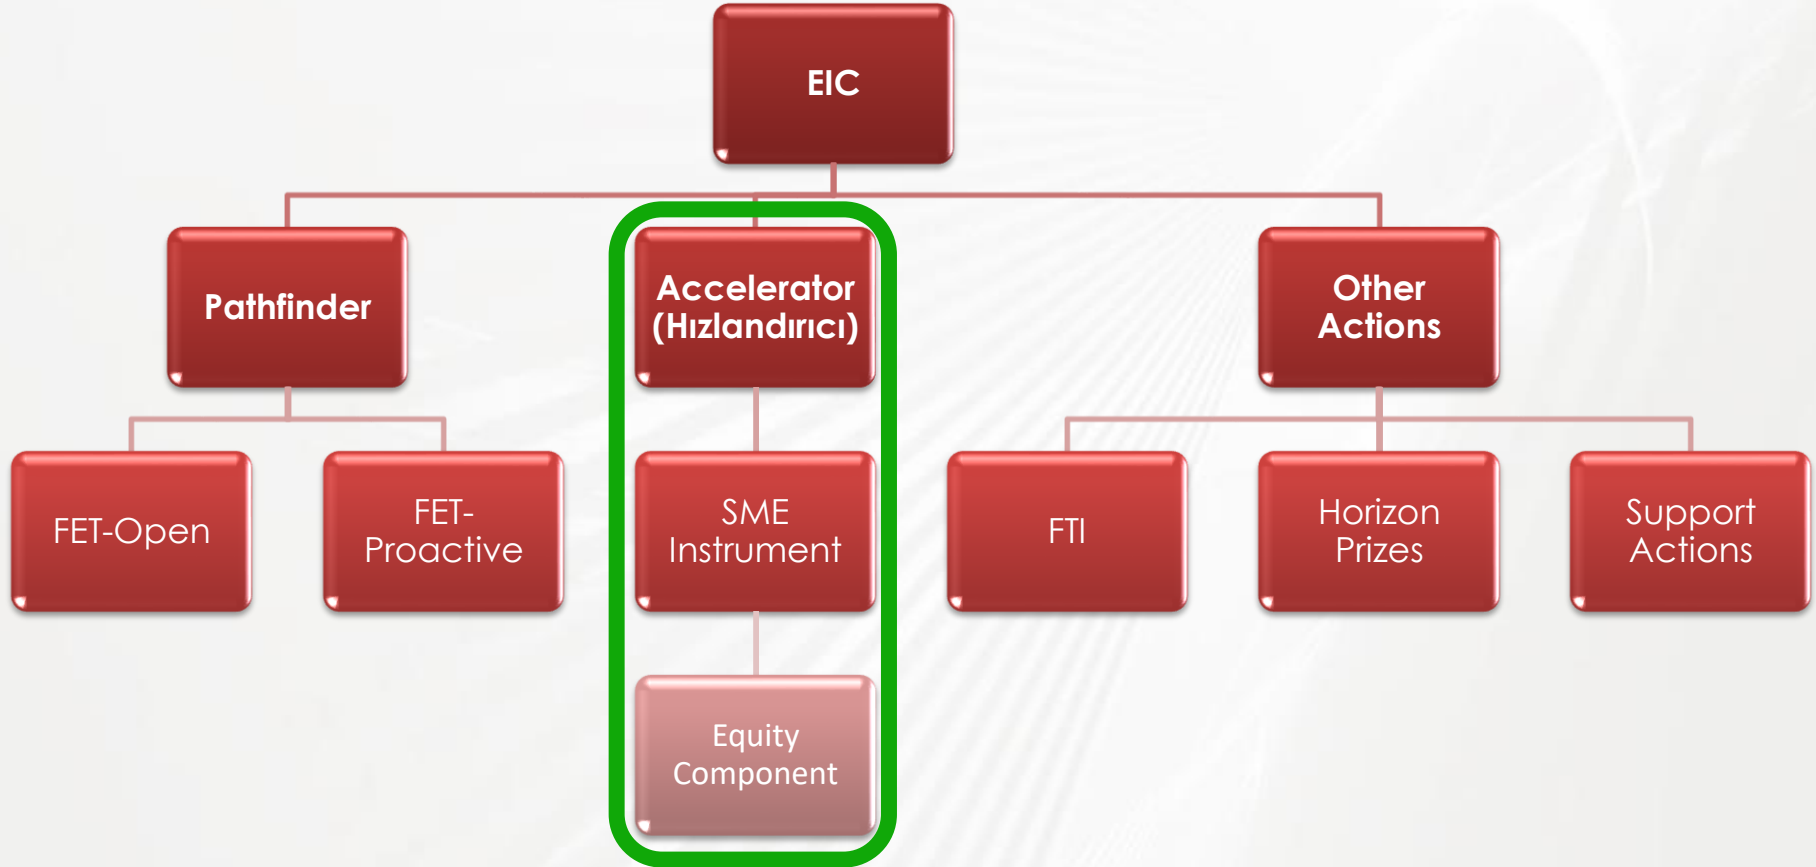 EIC
Pathfinder
Accelerator
(Hızlandırıcı)
Other
Actions
FET-Open
FET-
Proactive
SME
Instrument
FTI
Horizon
Prizes
Support
Actions
Equity
Component